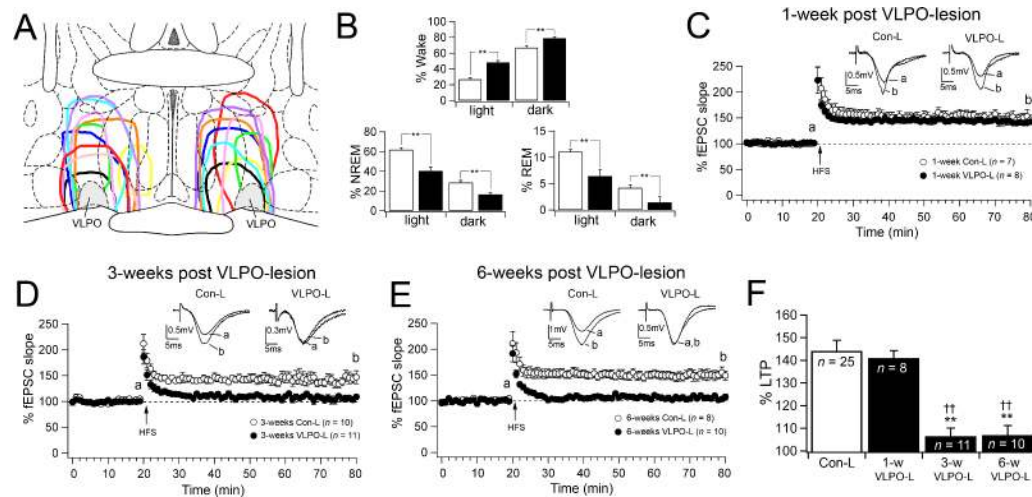 A
VLPO
VLPO
B
% Wake
100
80
60
40
20
0
**
**
light
dark
% NREM
80
60
40
20
0
**
**
light
dark
% REM
15
10
5
0
**
**
light
dark
C
1-week post VLPO-lesion
Con-L
VLPO-L
0.5mV
5ms
a
b
0.5mV
5ms
a
b
% fEPSC slope
250
200
150
100
a
b
HFS
1-week Con-L (n = 7)
1-week VLPO-L (n = 8)
0 10 20 30 40 50 60 70 80
Time (min)
D
3-weeks post VLPO-lesion
Con-L
VLPO-L
0.5mV
5ms
a
b
0.3mV
5ms
a
b
% fEPSC slope
250
200
150
100
a
b
HFS
3-weeks Con-L (n = 10)
3-weeks VLPO-L (n = 11)
0 10 20 30 40 50 60 70 80
Time (min)
E
6-weeks post VLPO-lesion
Con-L
VLPO-L
1mV
5ms
a
b
0.5mV
5ms
a,b
% fEPSC slope
250
200
150
100
a
b
HFS
6-weeks Con-L (n = 8)
6-weeks VLPO-L (n = 10)
0 10 20 30 40 50 60 70 80
Time (min)
F
% LTP
160
150
140
130
120
110
100
n = 25
n = 8
††
**
n = 11
††
**
n = 10
Con-L
1-w
VLPO-L
3-w
VLPO-L
6-w
VLPO-L